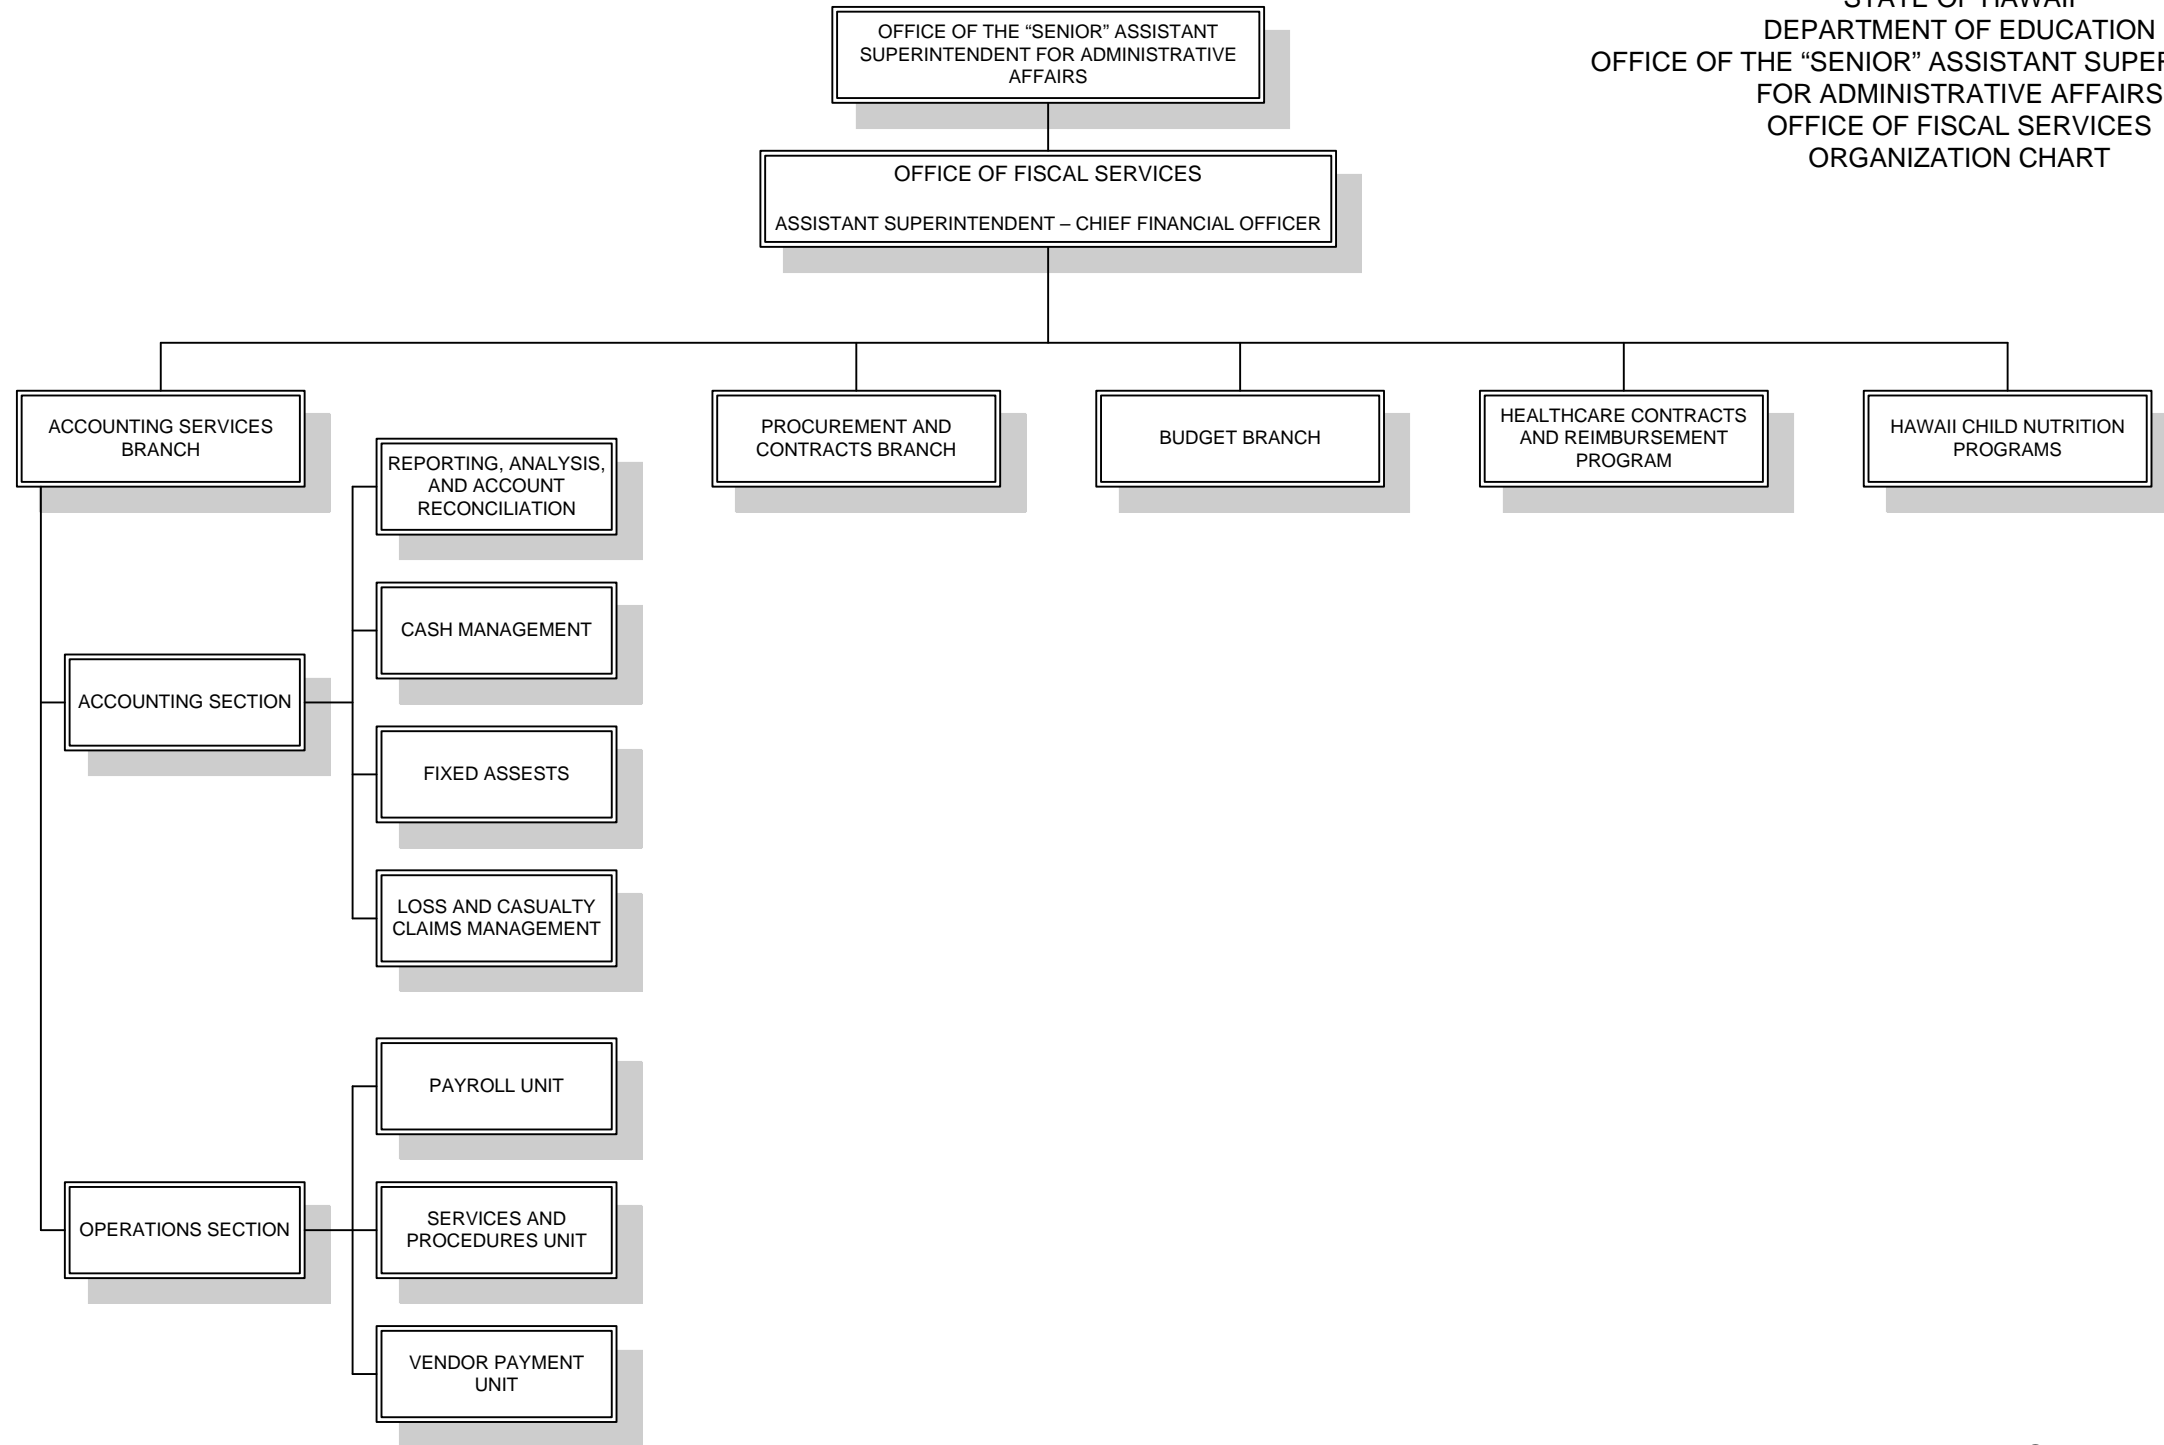 STATE OF HAWAII
DEPARTMENT OF EDUCATION
OFFICE OF THE “SENIOR” ASSISTANT
FOR ADMINISTRATIVE AFFAIRS
OFFICE OF FISCAL SERVICES
ORGANIZATION CHART
OFFICE OF THE “SENIOR” ASSISTANT
SUPERINTENDENT FOR ADMINISTRATIVE
AFFAIRS
OFFICE OF FISCAL SERVICES
ASSISTANT SUPERINTENDENT – CHIEF FINANCIAL OFFICER
ACCOUNTING SERVICES
BRANCH
PROCUREMENT AND
CONTRACTS BRANCH
BUDGET BRANCH
HEALTHCARE CONTRACTS
AND REIMBURSEMENT
PROGRAM
HAWAII CHILD NUTRITION
PROGRAMS
REPORTING, ANALYSIS,
AND ACCOUNT
RECONCILIATION
CASH MANAGEMENT
ACCOUNTING SECTION
FIXED ASSESTS
LOSS AND CASUALTY
CLAIMS MANAGEMENT
PAYROLL UNIT
OPERATIONS SECTION
SERVICES AND
PROCEDURES UNIT
VENDOR PAYMENT
UNIT